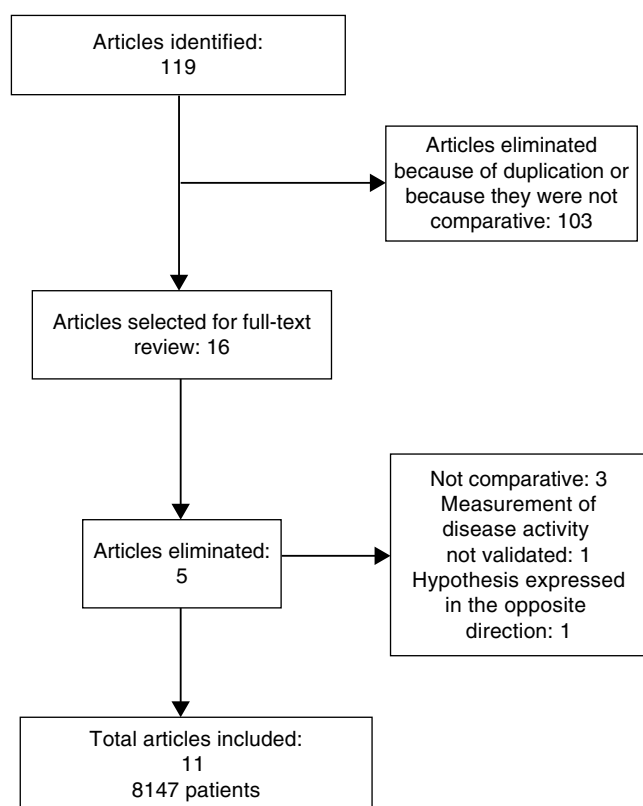 Articles identified:
119
Articles eliminated
because of duplication or
because they were not
comparative: 103
Articles selected for full-text
review: 16
Articles eliminated:
5
Not comparative: 3
Measurement of
disease activity
not validated: 1
Hypothesis expressed
in the opposite
direction: 1
Total articles included:
11
8147 patients